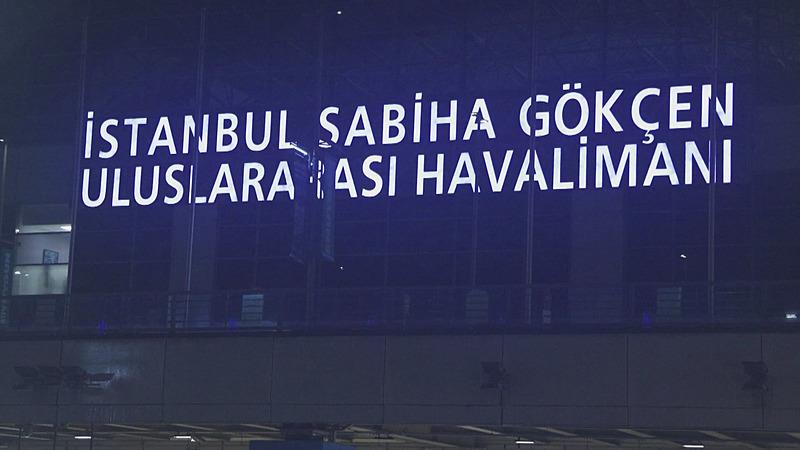 İSTANBUL SABİHA GÖKÇEN
ULUSLARARASI HAVALİMANI